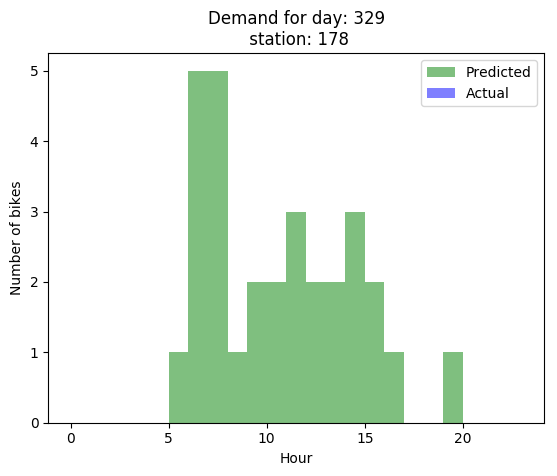 Demand for day: 329
station: 178
Predicted
Actual
Number of bikes
5
4
3
2
1
0
0 5 10 15 20
Hour